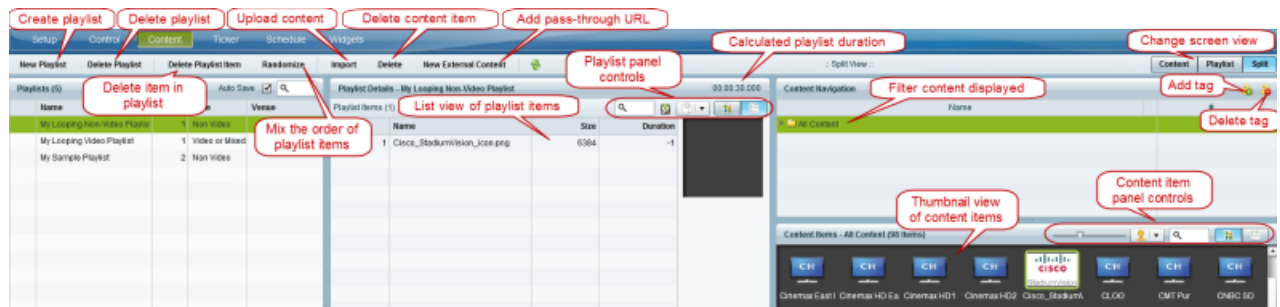 Create playlist
Delete playlist
Upload content
Delete content item
Add pass-through URL
Setup
Control
Content
Ticker
Schedule
Widgets
Calculated playlist duration
Change screen view
New Playlist
Delete Playlist
Delete Playlist Item
Randomize
Import
Delete
New External Content
Playlist panel controls
:: Split View ::
Content
Playlist
Split
Playlists (5)
Delete item in playlist
Auto Save
Playlist Details - My Looping Non-Video Playlist
00:00:30.000
Content Navigation
Filter content displayed
Add tag
Name
Venue
Playlist Items (1)
List view of playlist items
Name
Delete tag
My Looping Non-Video Playlis
1
Non Video
Mix the order of playlist items
Name
Size
Duration
All Content
My Looping Video Playlist
1
Video or Mixed
1
Cisco_StadiumVision_icon.png
6384
-1
My Sample Playlist
2
Non Video
Content item panel controls
Thumbnail view of content items
Content Items - All Content (98 Items)
CH
CH
CH
CH
CISCO
StadiumVision
CH
CH
CH
Cinemax East I
Cinemax HD Ea
Cinemax HD1
Cinemax HD2
Cisco_StadiumV
CLOO
CMT Pur
CNBC SD